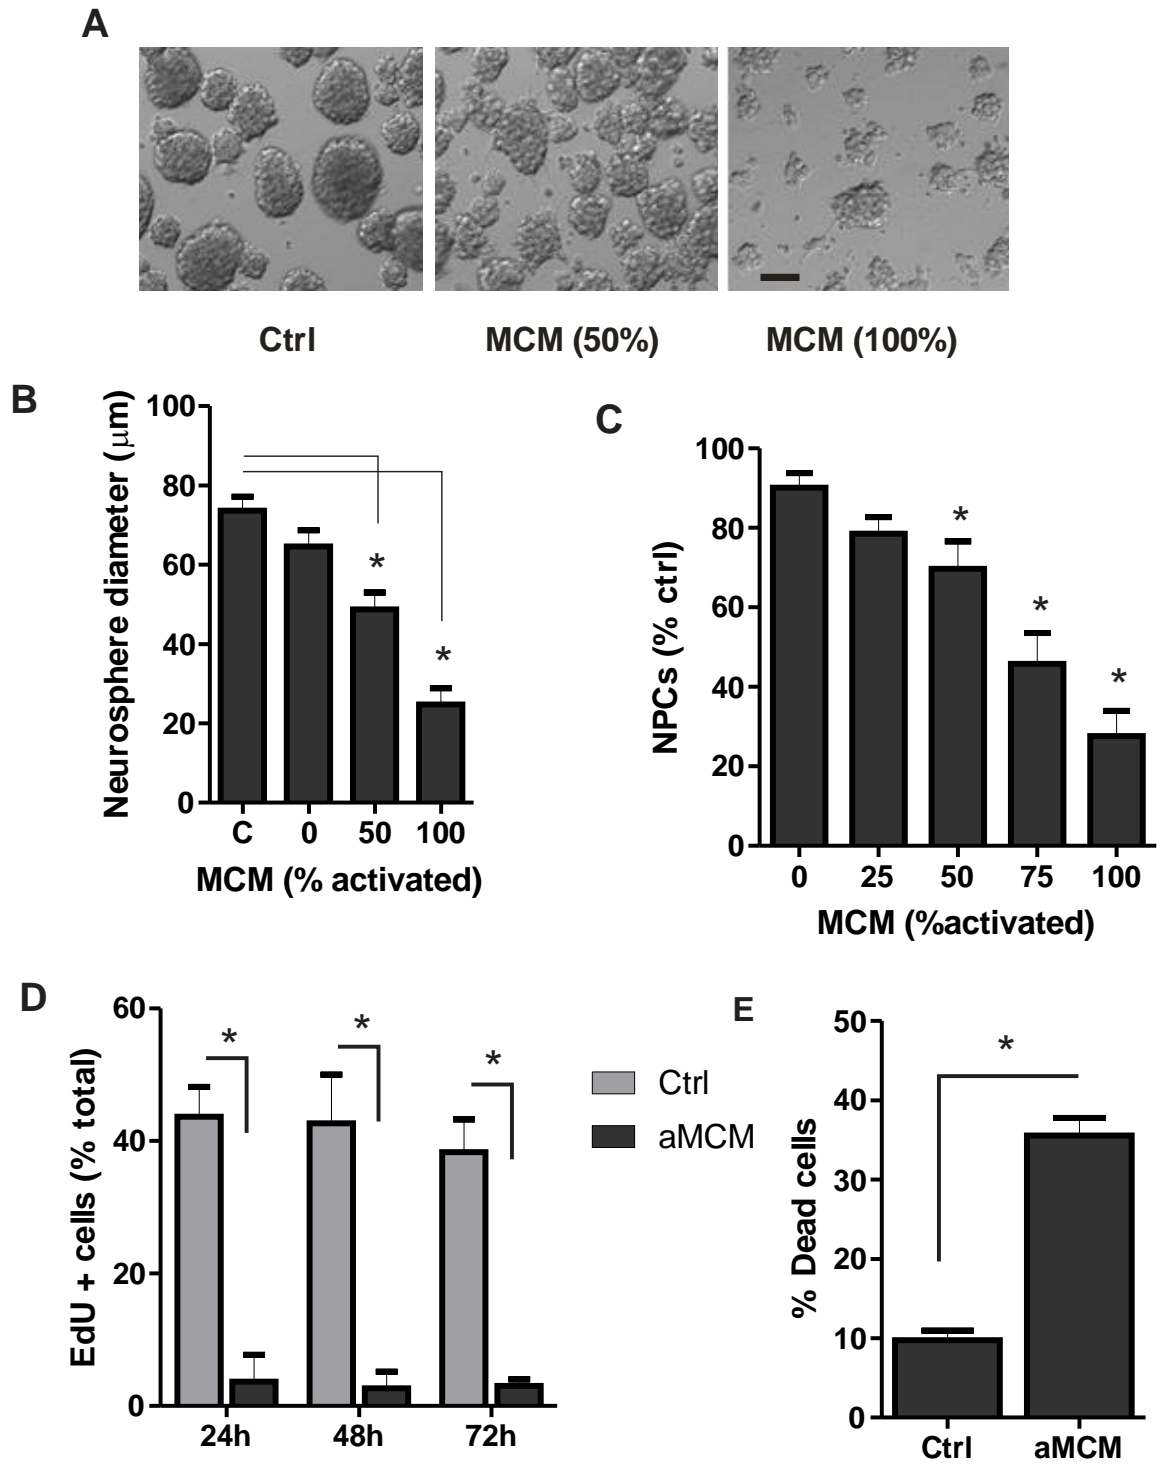 A
Ctrl
MCM (50%)
MCM (100%)
B
Neurosphere diameter (μm)
100
80
60
40
20
0
*
*
C
0
50
100
MCM (% activated)
C
NPCs (% ctrl)
100
80
60
40
20
0
*
*
*
0
25
50
75
100
MCM (%activated)
D
EdU + cells (% total)
60
40
20
0
*
*
*
24h
48h
72h
Ctrl
aMCM
E
% Dead cells
50
40
30
20
10
0
*
Ctrl
aMCM